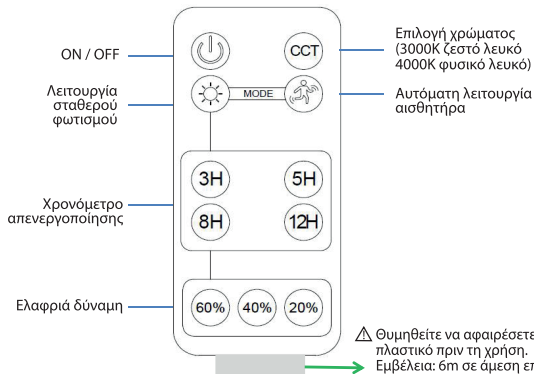 ON / OFF
CCT
Επιλογή χρώματος
(3000K ζεστό λευκό
4000K φυσικό λευκό)
Λειτουργία
σταθερού
φωτισμού
MODE
Αυτόματη λειτουργία
αισθητήρα
Χρονόμετρο
απενεργοποίησης
3H
5H
8H
12H
Ελαφριά δύναμη
60%
40%
20%
Θυμηθείτε να αφαιρέσετε
πλαστικό πριν τη χρήση.
Εμβέλεια: 6m σε άμεση